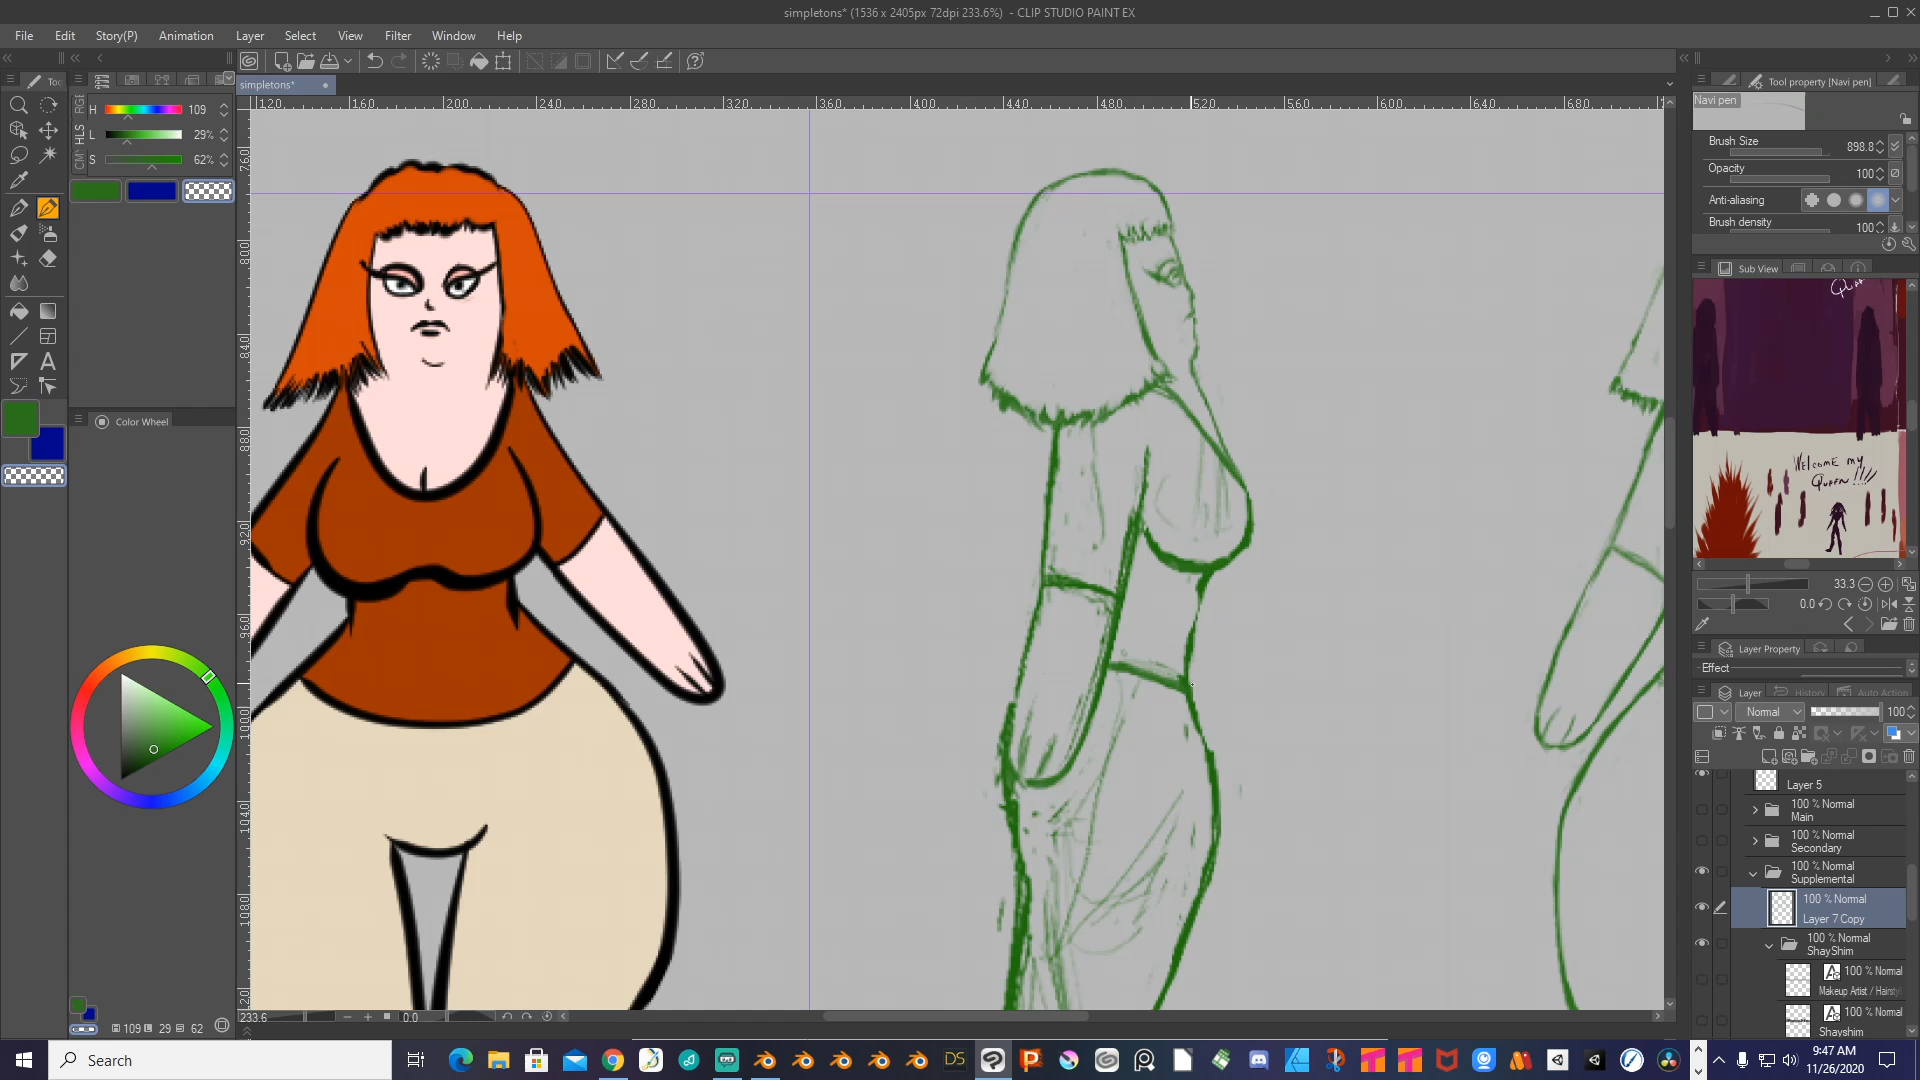 simpletons* (1536 x 2405px 72dpi 233.6%) - CLIP STUDIO PAINT EX
File Edit Story(P) Animation Layer Select View Filter Window Help
simpletons*
Tool property [Navi pen]
Navi pen
H 109
L 29%
S 62%
RGB
HLS
Brush Size 898.8
Opacity 100
Anti-aliasing
Brush density 100
Sub View
Welcome my
Queen!!!!
33.3
0.0
Color Wheel
Layer Property
Effect
Layer History Auto Action
Normal 100
Layer 5
100 % Normal
Main
100 % Normal
Secondary
100 % Normal
Supplemental
100 % Normal
Layer 7 Copy
100 % Normal
ShayShim
100 % Normal
Makeup Artist /
100 % Normal
Shayshim
109 29 62
233.6 0.0
Search
DS
9:47 AM
11/26/2020